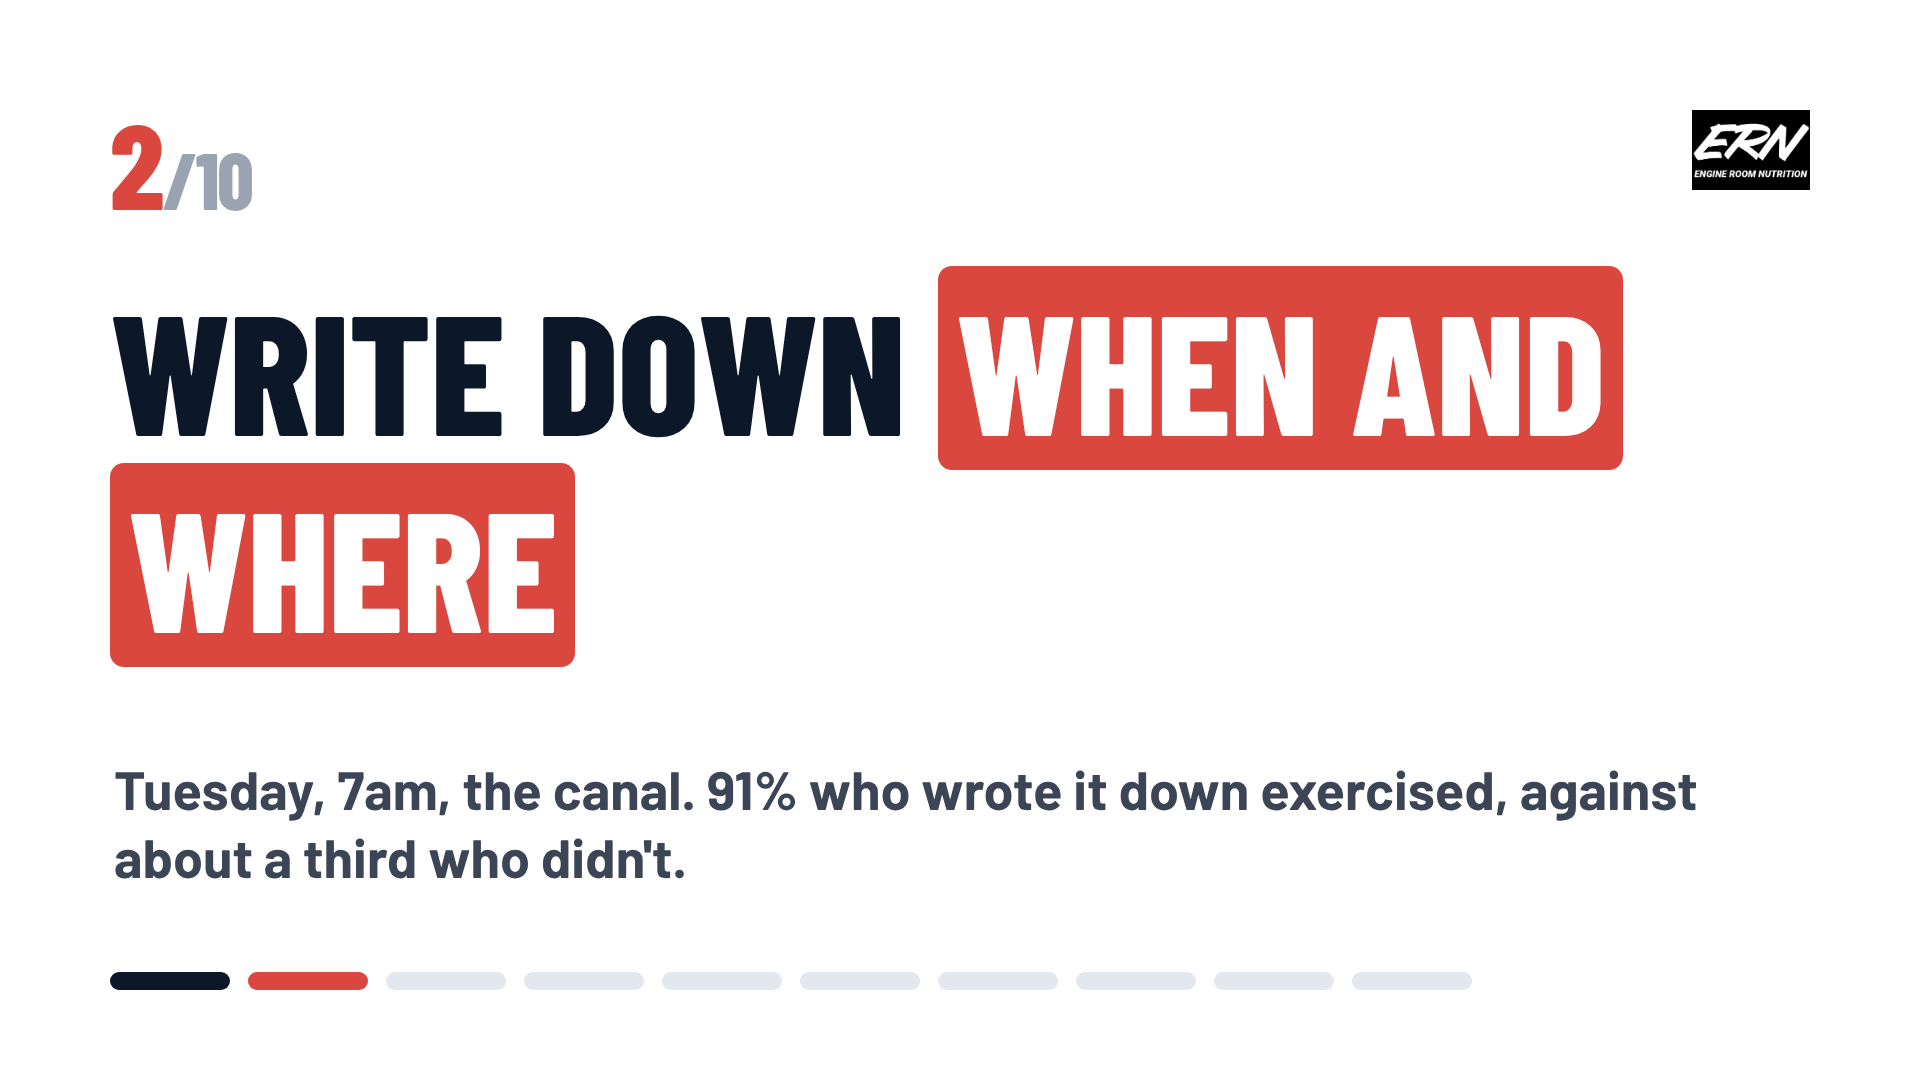 2/10
ERN
ENGINE ROOM NUTRITION
WRITE DOWN WHEN AND
WHERE
Tuesday, 7am, the canal. 91% who wrote it down exercised, against
about a third who didn't.